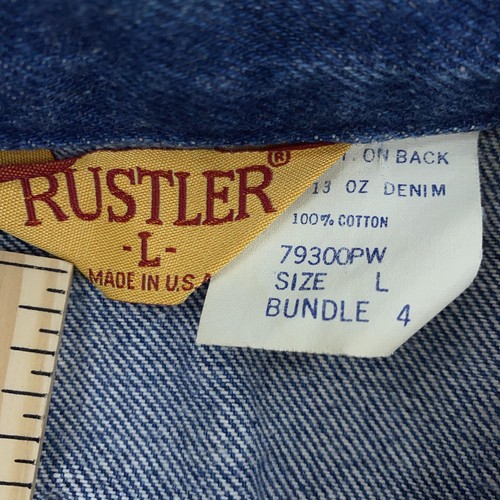 RUSTLER®
-L-
MADE IN U.S.A
ON BACK
13 OZ DENIM
100% COTTON
79300PW
SIZE L
BUNDLE 4